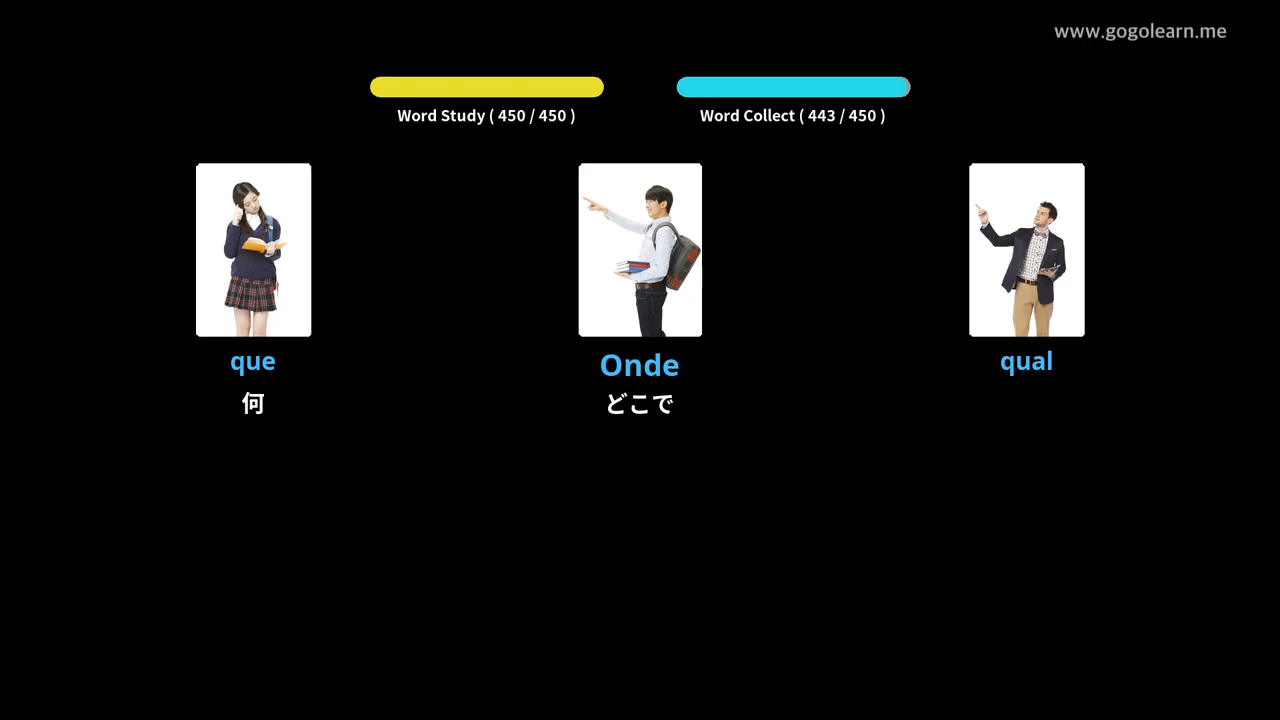 www.gogolearn.me
Word Study ( 450 / 450 )
Word Collect ( 443 / 450 )
que
Onde
qual
何
どこで